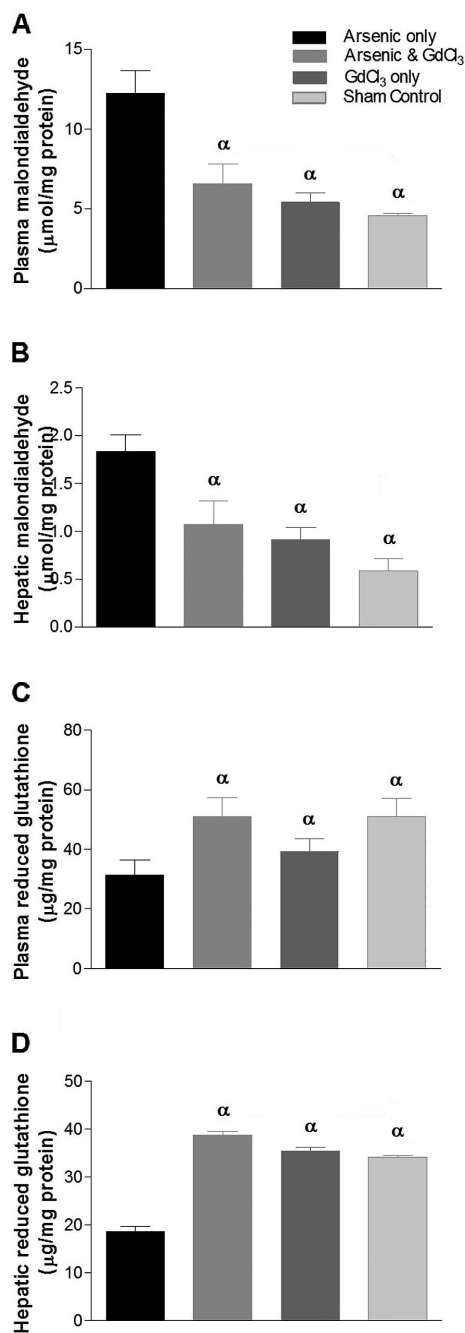 A
Arsenic only
Arsenic & GdCl₃
GdCl₃ only
Sham Control
Plasma malondialdehyde
(μmol/mg protein)
15
10
5
0
α
α
α
B
Hepatic malondialdehyde
(μmol/mg protein)
2.5
2.0
1.5
1.0
0.5
0.0
α
α
α
C
Plasma reduced glutathione
(μg/mg protein)
80
60
40
20
0
α
α
α
D
Hepatic reduced glutathione
(μg/mg protein)
50
40
30
20
10
0
α
α
α